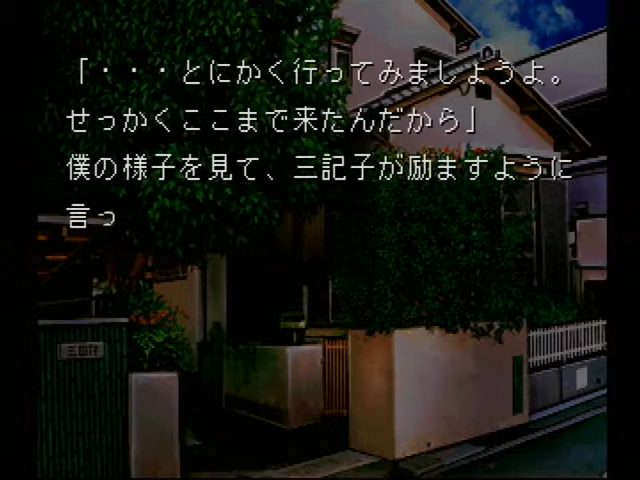 「・・・とにかく行ってみましょうよ。
せっかくここまで来たんだから」
僕の様子を見て、三記子が励ますように
言っ